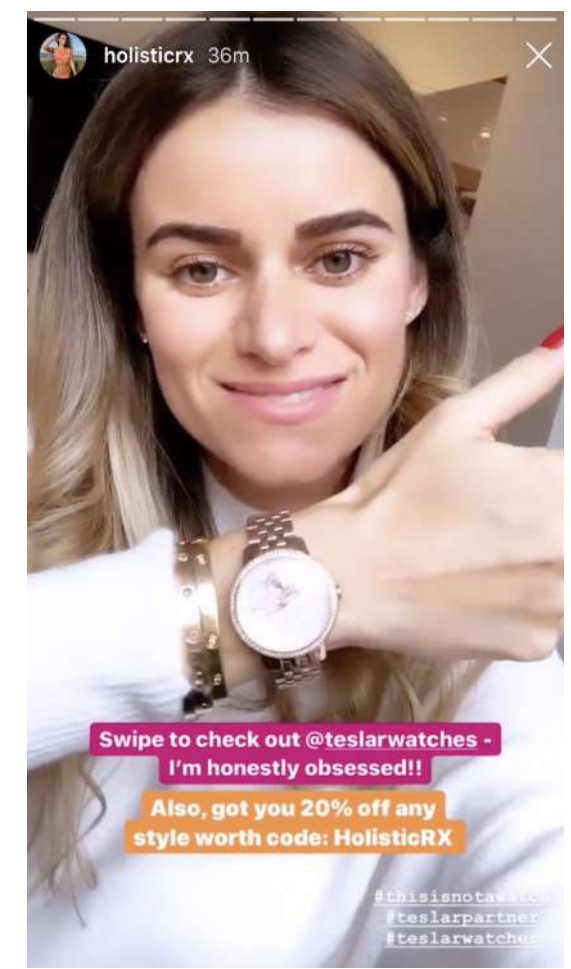 holisticrx 36m
Swipe to check out @teslarwatches -
I'm honestly obsessed!!
Also, got you 20% off any
style worth code: HolisticRX
#thisisnotawatch
#teslarpartner
#teslarwatches